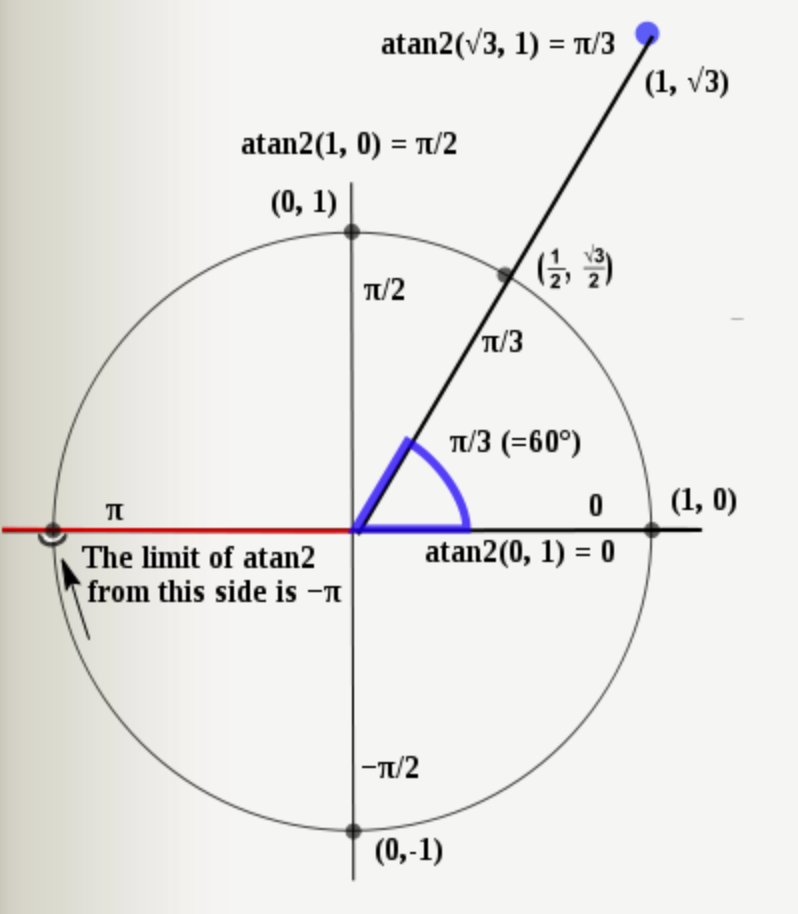 atan2(√3, 1) = π/3
(1, √3)
atan2(1, 0) = π/2
(0, 1)
(1/2, √3/2)
π/2
π/3
π/3 (=60°)
π
0
(1, 0)
The limit of atan2
from this side is −π
atan2(0, 1) = 0
−π/2
(0,-1)